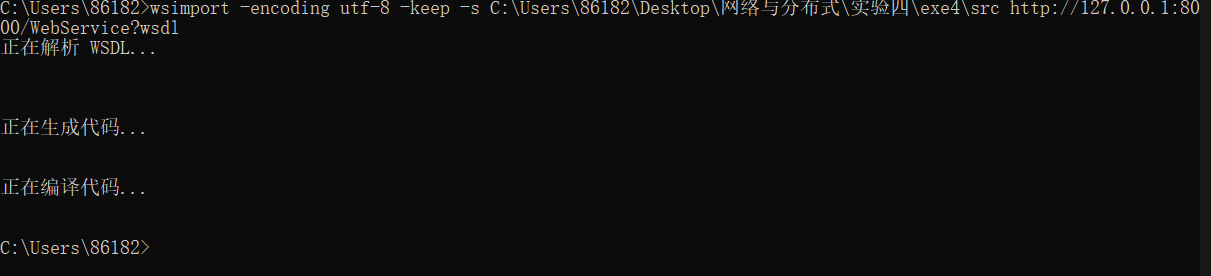 C:\Users\86182>wsimport -encoding utf-8 -keep -s C:\Users\86182\Desktop\网络与分布式\实验四\exe4\src http://127.0.0.1:80
00/WebService?wsdl
正在解析 WSDL...
正在生成代码...
正在编译代码...
C:\Users\86182>